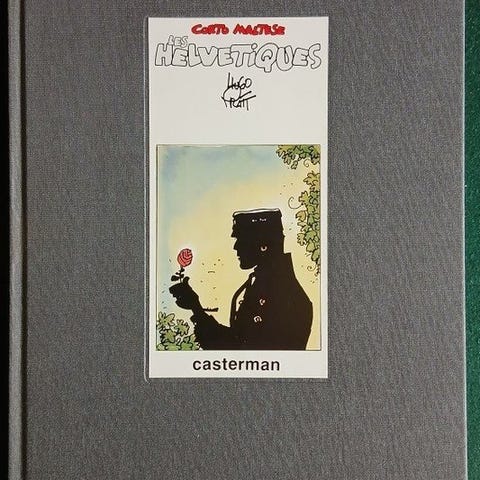 CORTO MALTESE
LES
HELVETiQUES
HUGO
PRATT
casterman